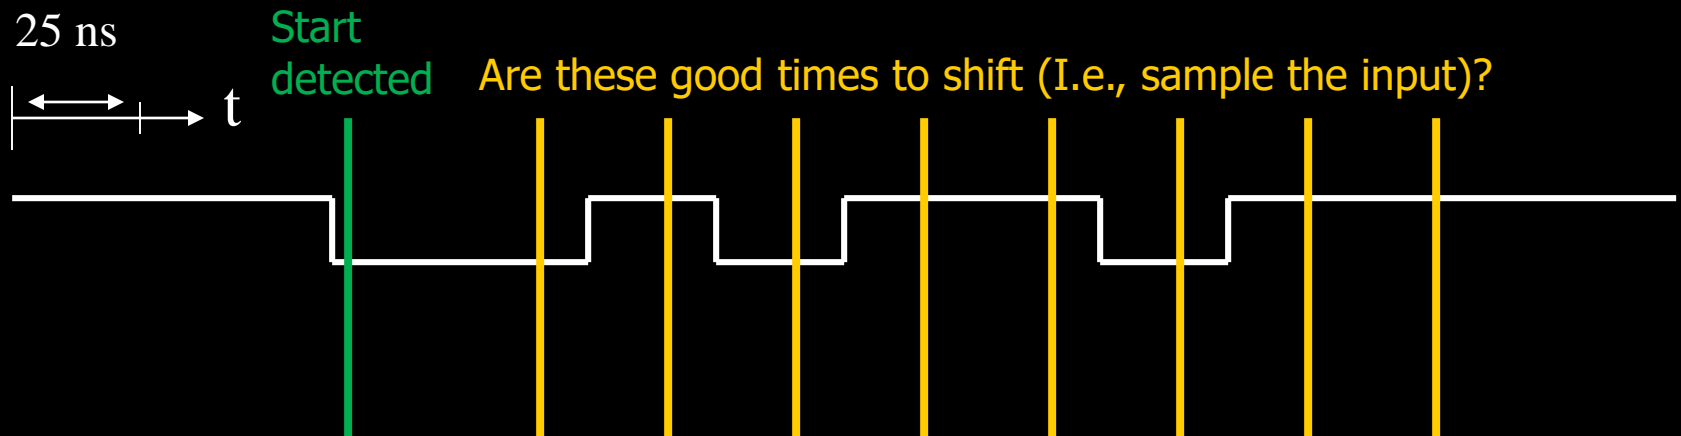 25 ns
t
Start
detected
Are these good times to shift (I.e., sample the input)?